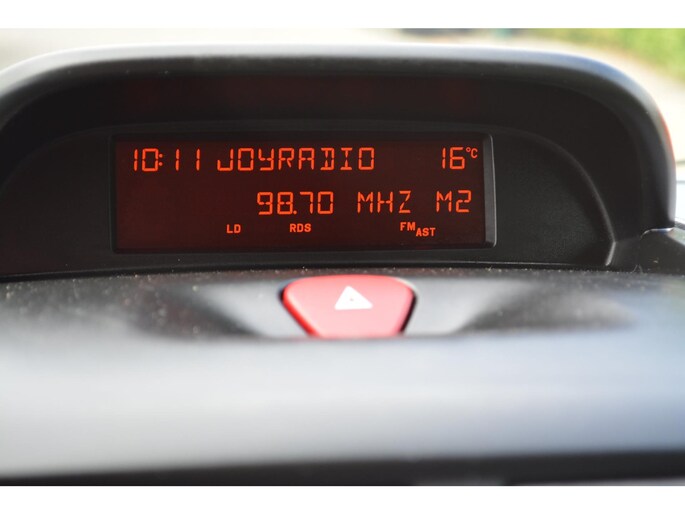 10:11 JOYRADIO 16°C
98.70 MHZ M2
LD RDS FM AST